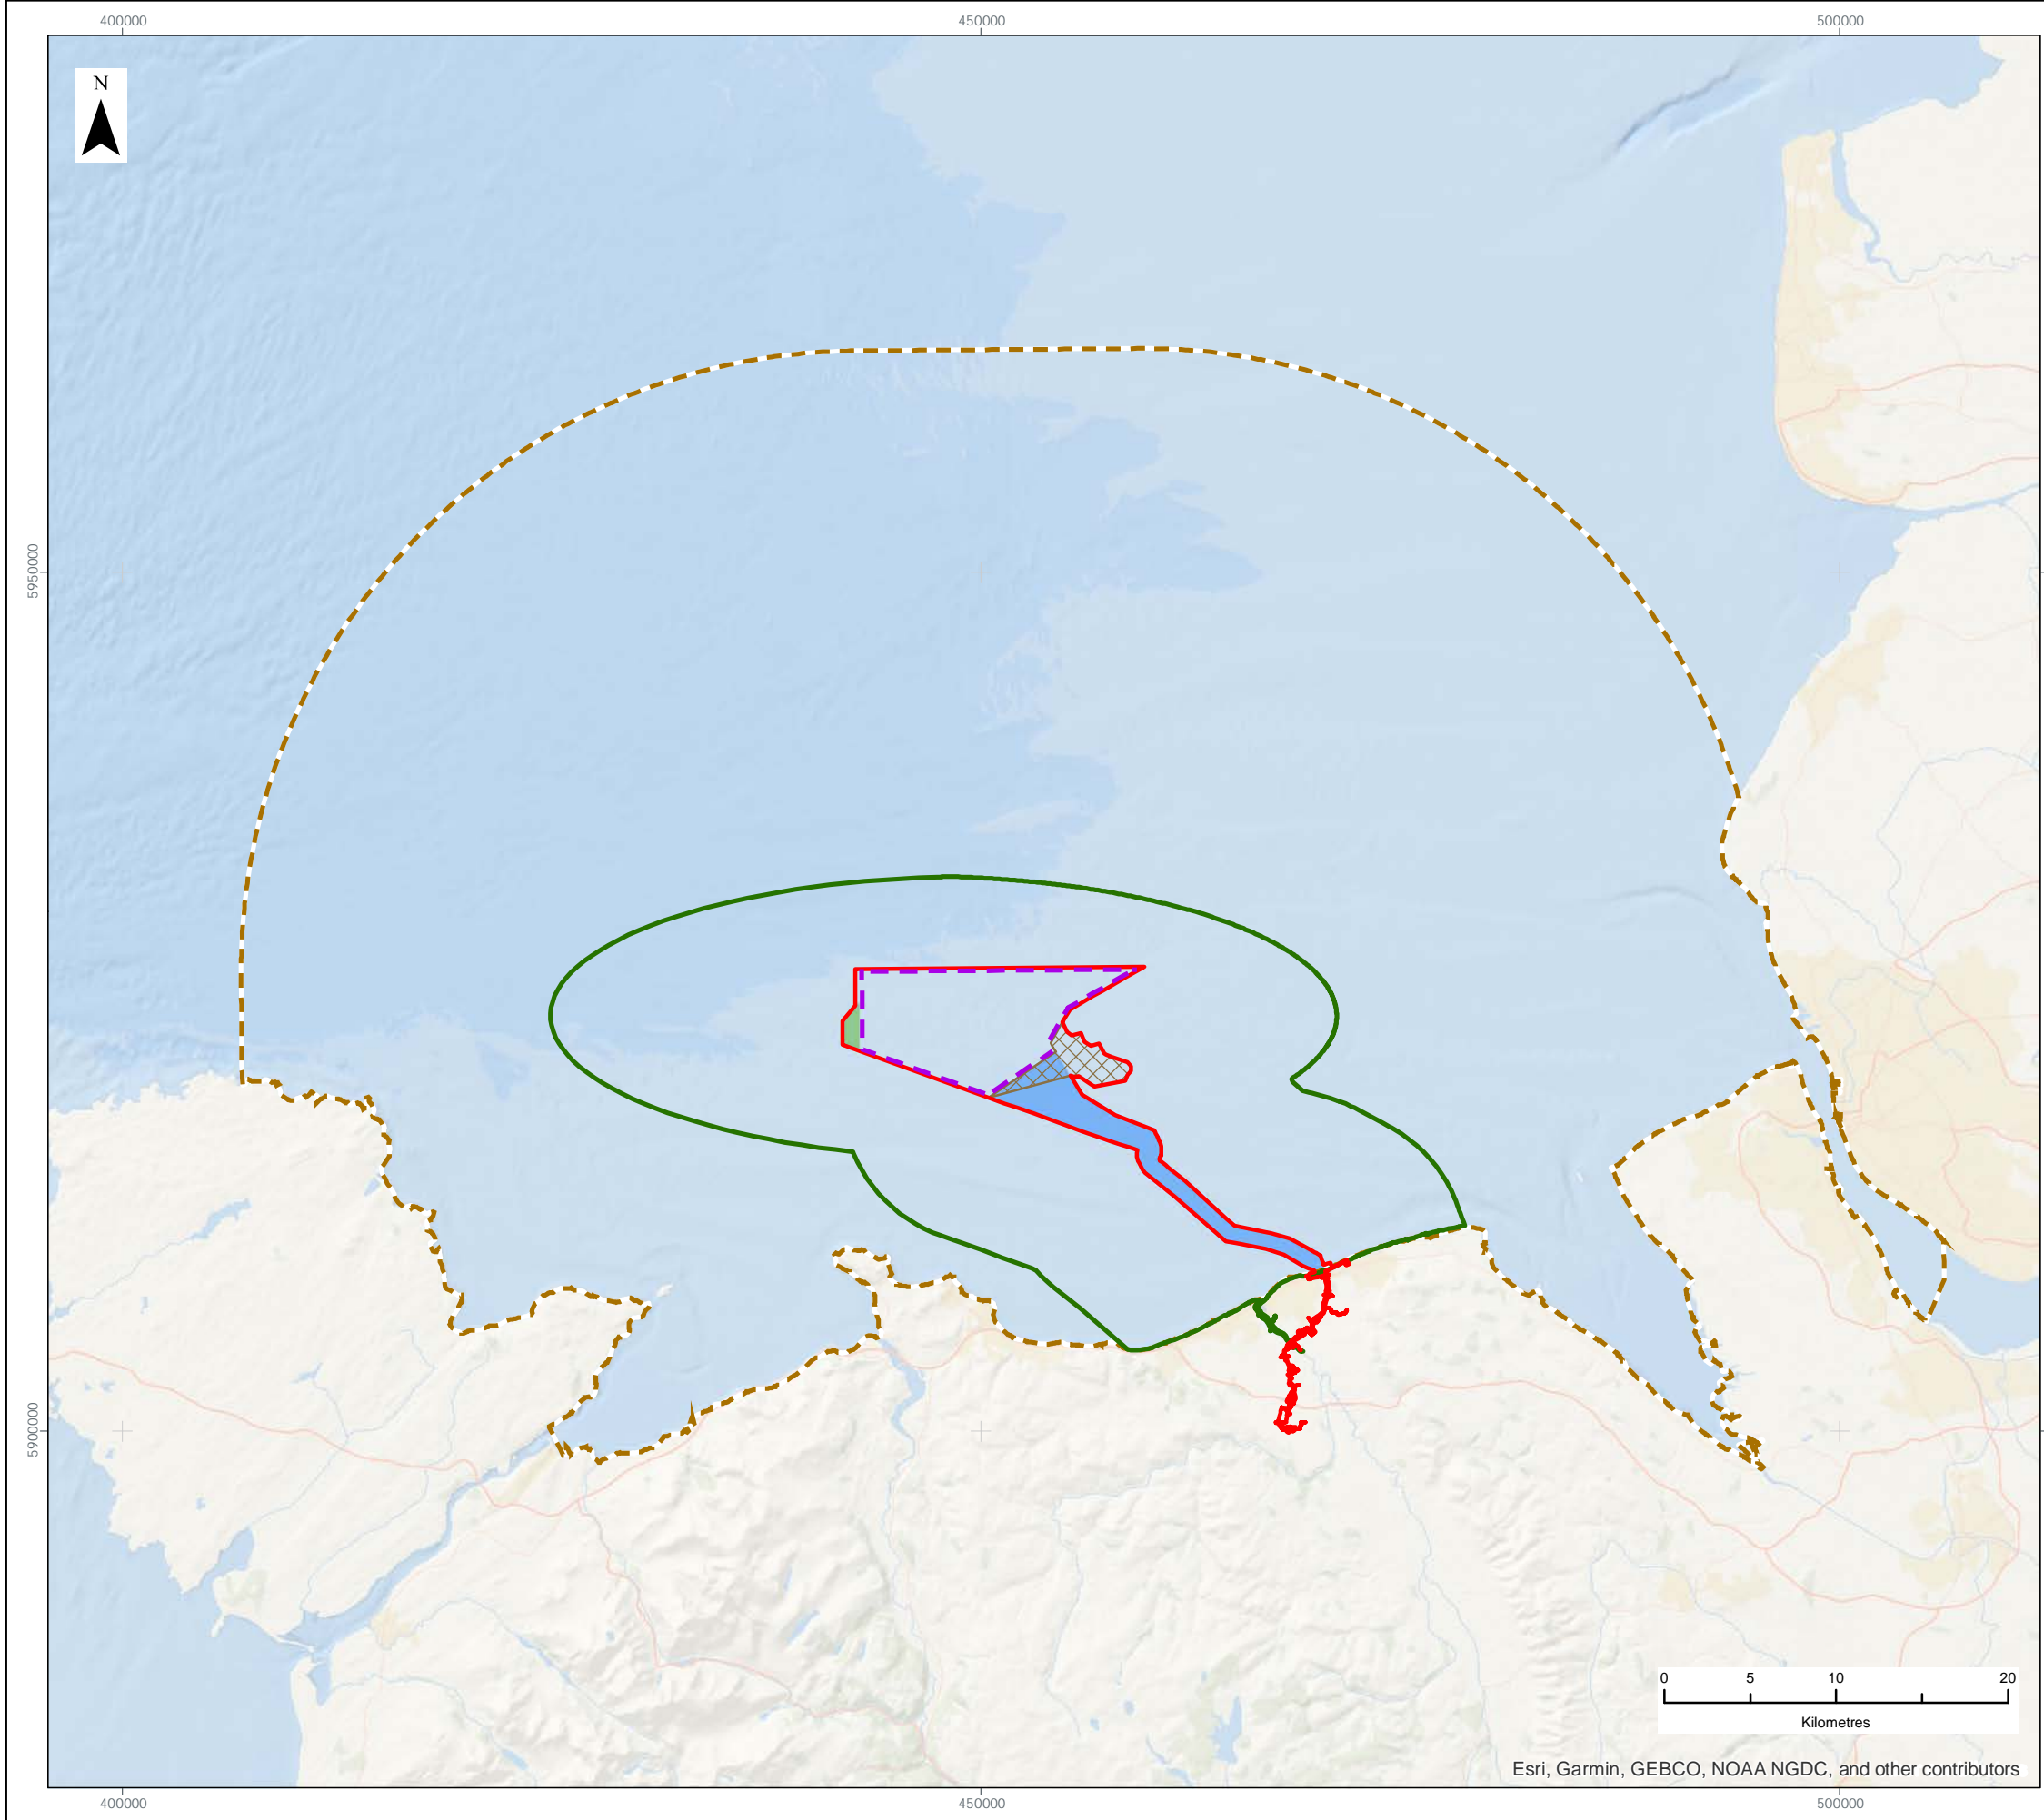 400000 450000 500000
N
5950000
5900000
0 5 10 20
Kilometres
Esri, Garmin, GEBCO, NOAA NGDC, and other contributors
400000 450000 500000